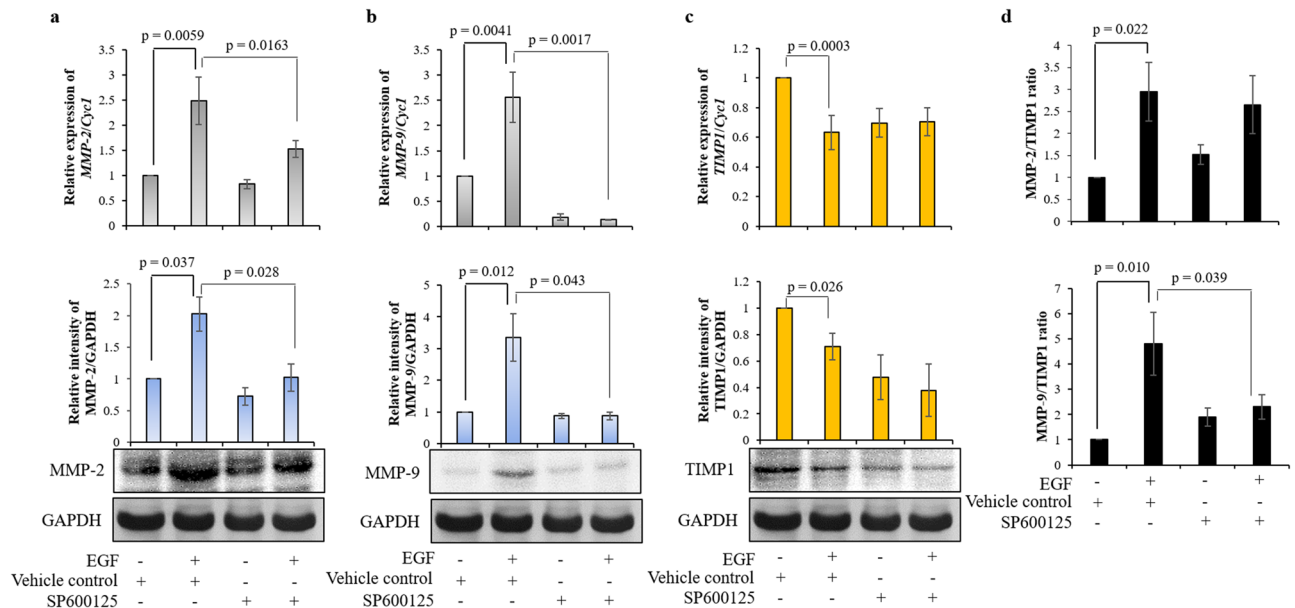 a
p = 0.0059
p = 0.0163
3.5
3
2.5
2
1.5
1
0.5
0
Relative expression of
MMP-2/Cyc1
p = 0.037
p = 0.028
2.5
2
1.5
1
0.5
0
Relative intensity of
MMP-2/GAPDH
MMP-2
GAPDH
EGF - + - +
Vehicle control + + - -
SP600125 - - + +
b
p = 0.0041
p = 0.0017
3.5
3
2.5
2
1.5
1
0.5
0
Relative expression of
MMP-9/Cyc1
p = 0.012
p = 0.043
5
4
3
2
1
0
Relative intensity of
MMP-9/GAPDH
MMP-9
GAPDH
EGF - + - +
Vehicle control + + - -
SP600125 - - + +
c
p = 0.0003
1.2
1
0.8
0.6
0.4
0.2
0
Relative expression of
TIMP1/Cyc1
p = 0.026
1.2
1
0.8
0.6
0.4
0.2
0
Relative intensity of
TIMP1/GAPDH
TIMP1
GAPDH
EGF - + - +
Vehicle control + + - -
SP600125 - - + +
d
p = 0.022
4
3.5
3
2.5
2
1.5
1
0.5
0
MMP-2/TIMP1 ratio
p = 0.010
p = 0.039
7
6
5
4
3
2
1
0
MMP-9/TIMP1 ratio
EGF - + - +
Vehicle control + + - -
SP600125 - - + +